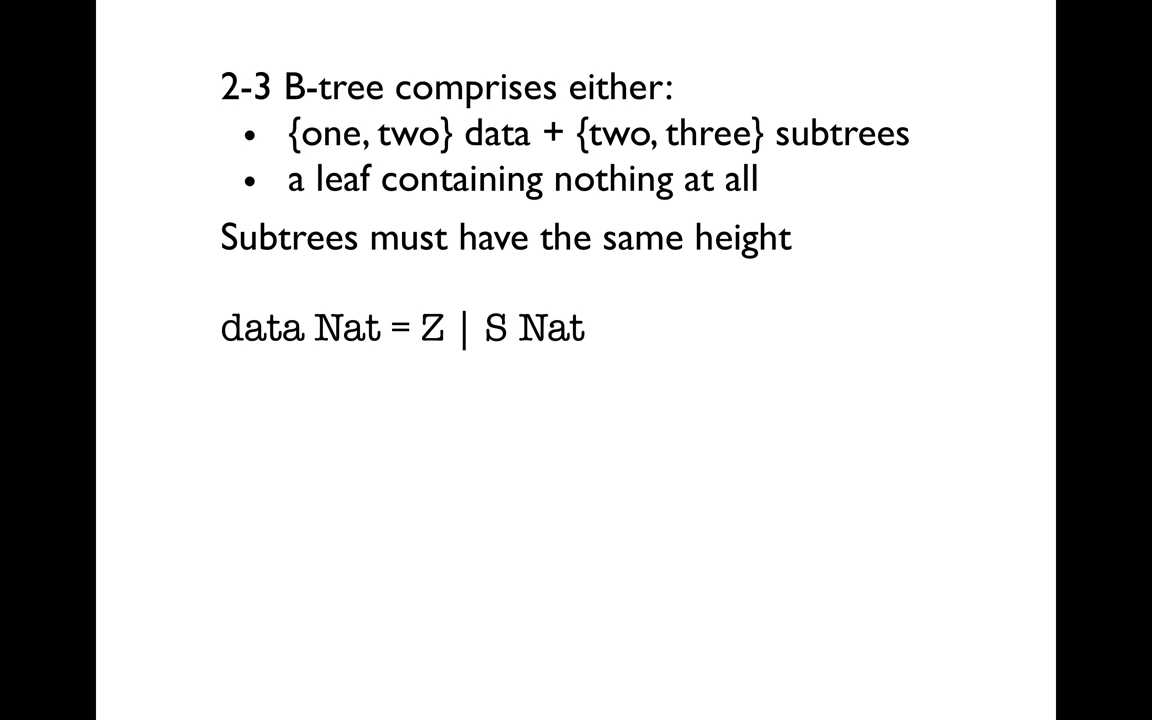 2-3 B-tree comprises either:
• {one, two} data + {two, three} subtrees
• a leaf containing nothing at all
Subtrees must have the same height
data Nat = Z | S Nat